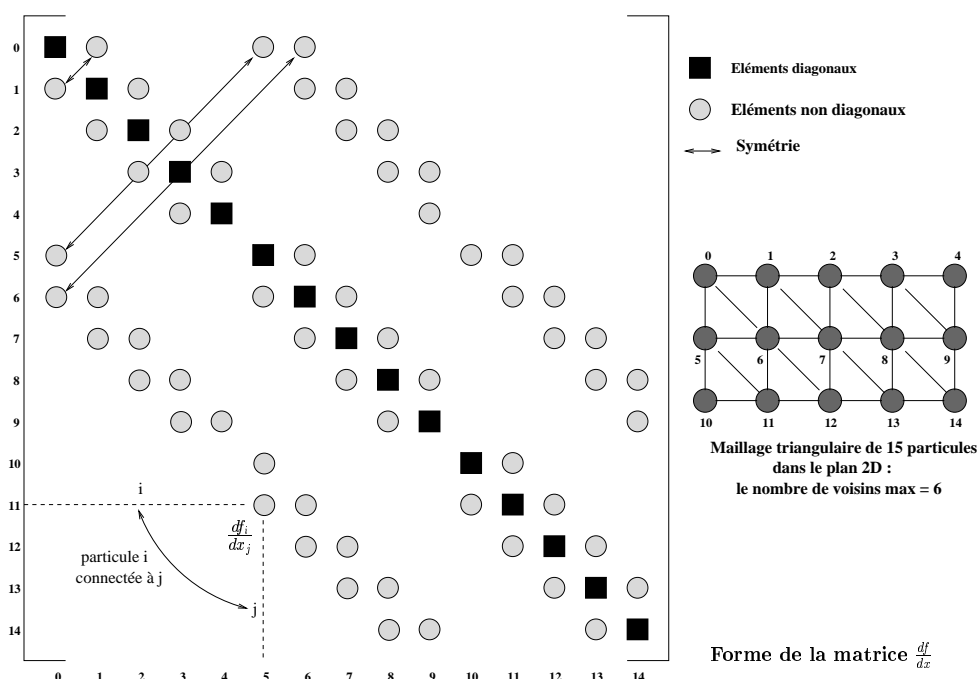 0
1
2
3
4
5
6
7
8
9
10
11
12
13
14
i
df_i
dx_j
particule i
connectée à j
j
0 1 2 3 4 5 6 7 8 9 10 11 12 13 14
Eléments diagonaux
Eléments non diagonaux
Symétrie
0 1 2 3 4
5 6 7 8 9
10 11 12 13 14
Maillage triangulaire de 15 particules
dans le plan 2D :
le nombre de voisins max = 6
Forme de la matrice df/dx